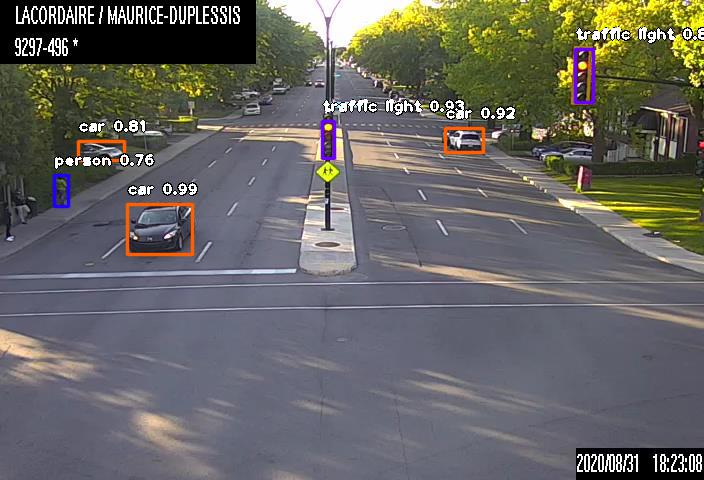 LACORDAIRE / MAURICE-DUPLESSIS
9297-496 *
traffic light 0.8
traffic light 0.93
car 0.92
car 0.81
person 0.76
car 0.99
2020/08/31 18:23:08